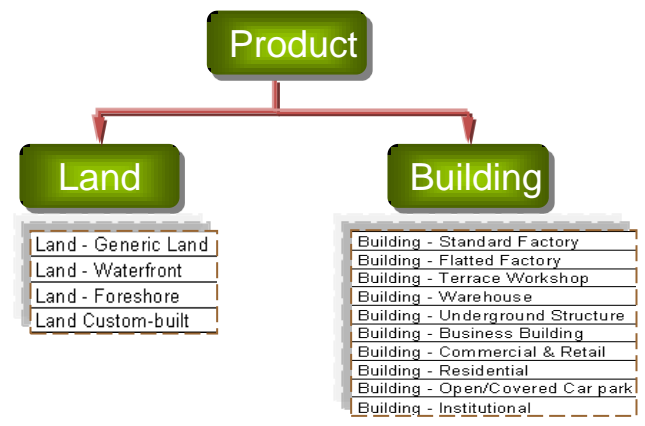 Product
Land
Building
Land - Generic Land
Land - Waterfront
Land - Foreshore
Land Custom-built
Building - Standard Factory
Building - Flatted Factory
Building - Terrace Workshop
Building - Warehouse
Building - Underground Structure
Building - Business Building
Building - Commercial & Retail
Building - Residential
Building - Open/Covered Car park
Building - Institutional